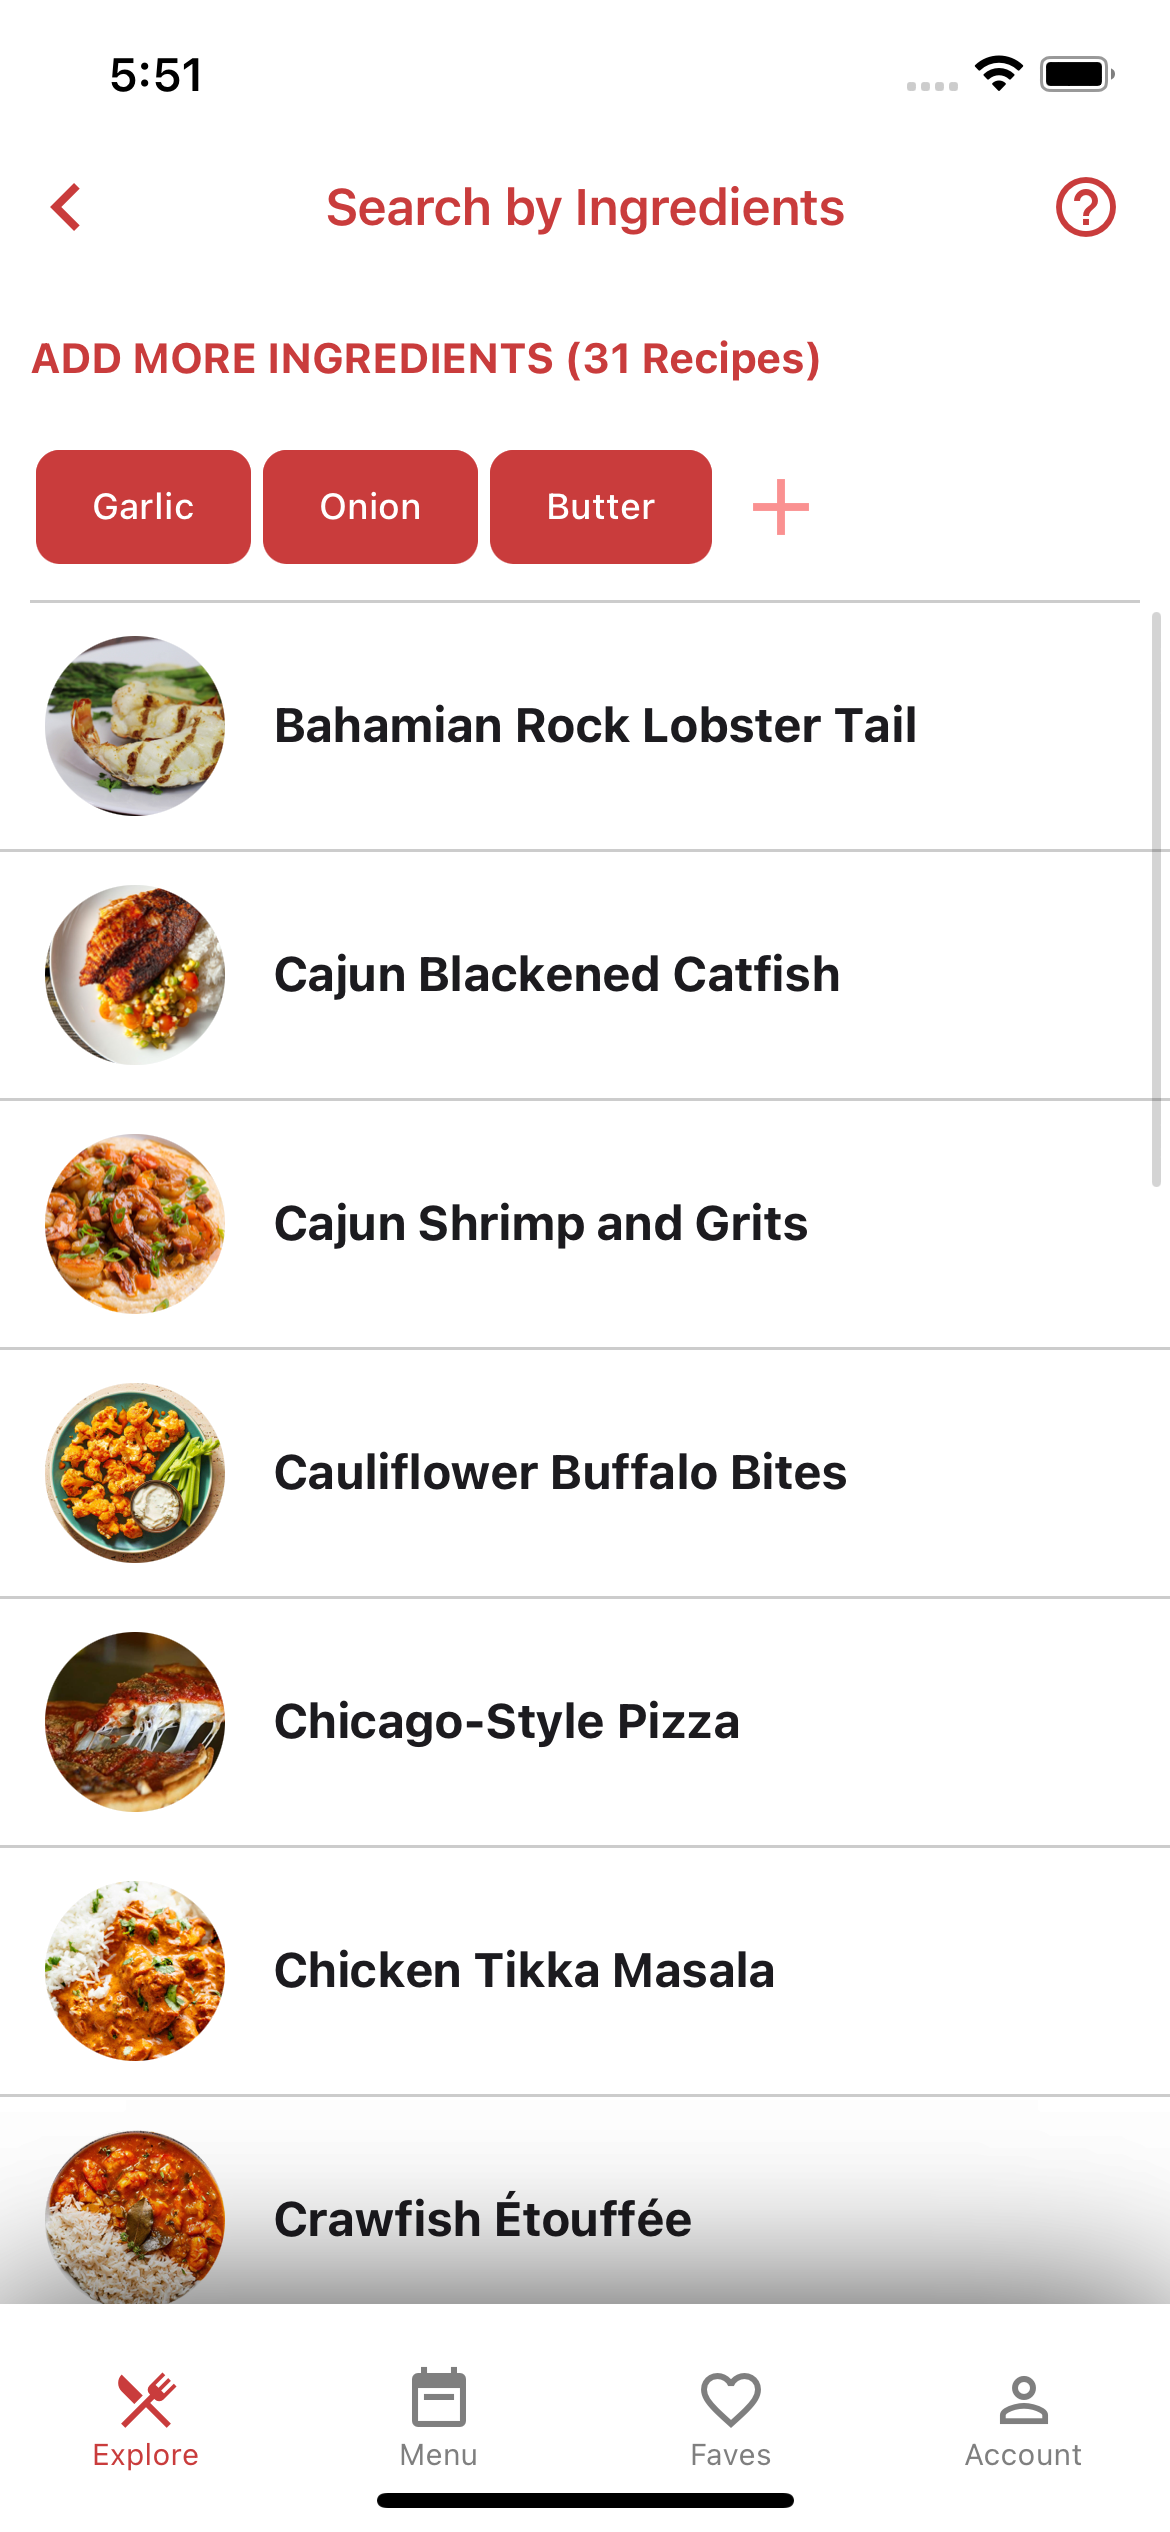 5:51
Search by Ingredients
ADD MORE INGREDIENTS (31 Recipes)
Garlic Onion Butter
Bahamian Rock Lobster Tail
Cajun Blackened Catfish
Cajun Shrimp and Grits
Cauliflower Buffalo Bites
Chicago-Style Pizza
Chicken Tikka Masala
Crawfish Étouffée
Explore Menu Faves Account